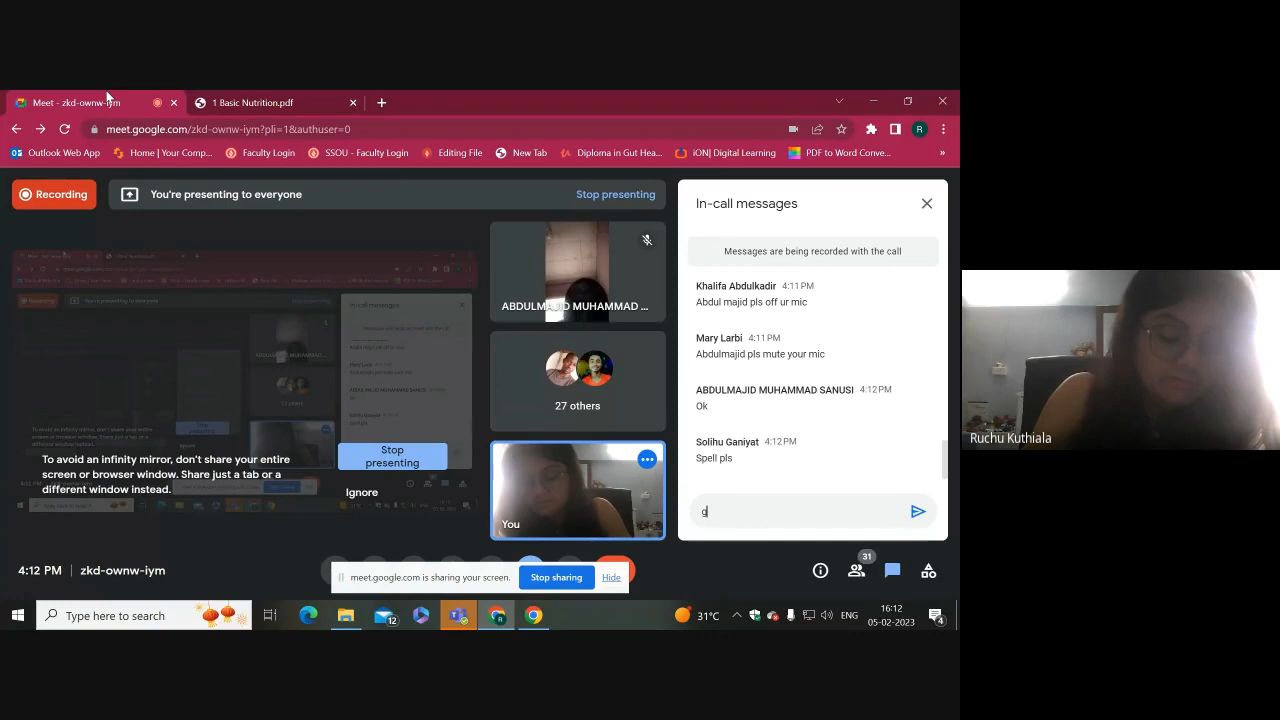 Meet - zkd-ownw-iym
1 Basic Nutrition.pdf
meet.google.com/zkd-ownw-iym?pli=1&authuser=0
Outlook Web App
Home | Your Comp...
Faculty Login
SSOU - Faculty Login
Editing File
New Tab
Diploma in Gut Hea...
iON| Digital Learning
PDF to Word Conve...
»
Recording
You're presenting to everyone
Stop presenting
In-call messages
Messages are being recorded with the call
Khalifa Abdulkadir 4:11 PM
Abdul majid pls off ur mic
Mary Larbi 4:11 PM
Abdulmajid pls mute your mic
ABDULMAJID MUHAMMAD SANUSI 4:12 PM
Ok
Solihu Ganiyat 4:12 PM
Spell pls
g
ABDULMAJID MUHAMMAD ...
27 others
You
To avoid an infinity mirror, don't share your entire
screen or browser window. Share just a tab or a
different window instead.
Stop
presenting
Ignore
4:12 PM | zkd-ownw-iym
meet.google.com is sharing your screen.
Stop sharing
Hide
31
Type here to search
12
R
31°C
ENG
16:12
05-02-2023
4
Ruchu Kuthiala